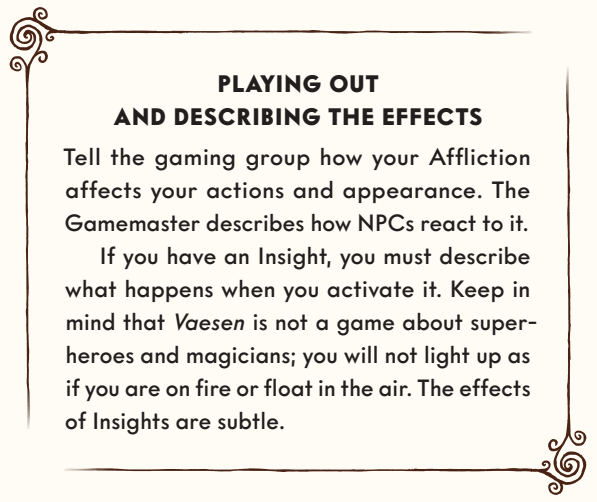 PLAYING OUT
AND DESCRIBING THE EFFECTS
Tell the gaming group how your Affliction
affects your actions and appearance. The
Gamemaster describes how NPCs react to it.
If you have an Insight, you must describe
what happens when you activate it. Keep in
mind that Vaesen is not a game about super-
heroes and magicians; you will not light up as
if you are on fire or float in the air. The effects
of Insights are subtle.